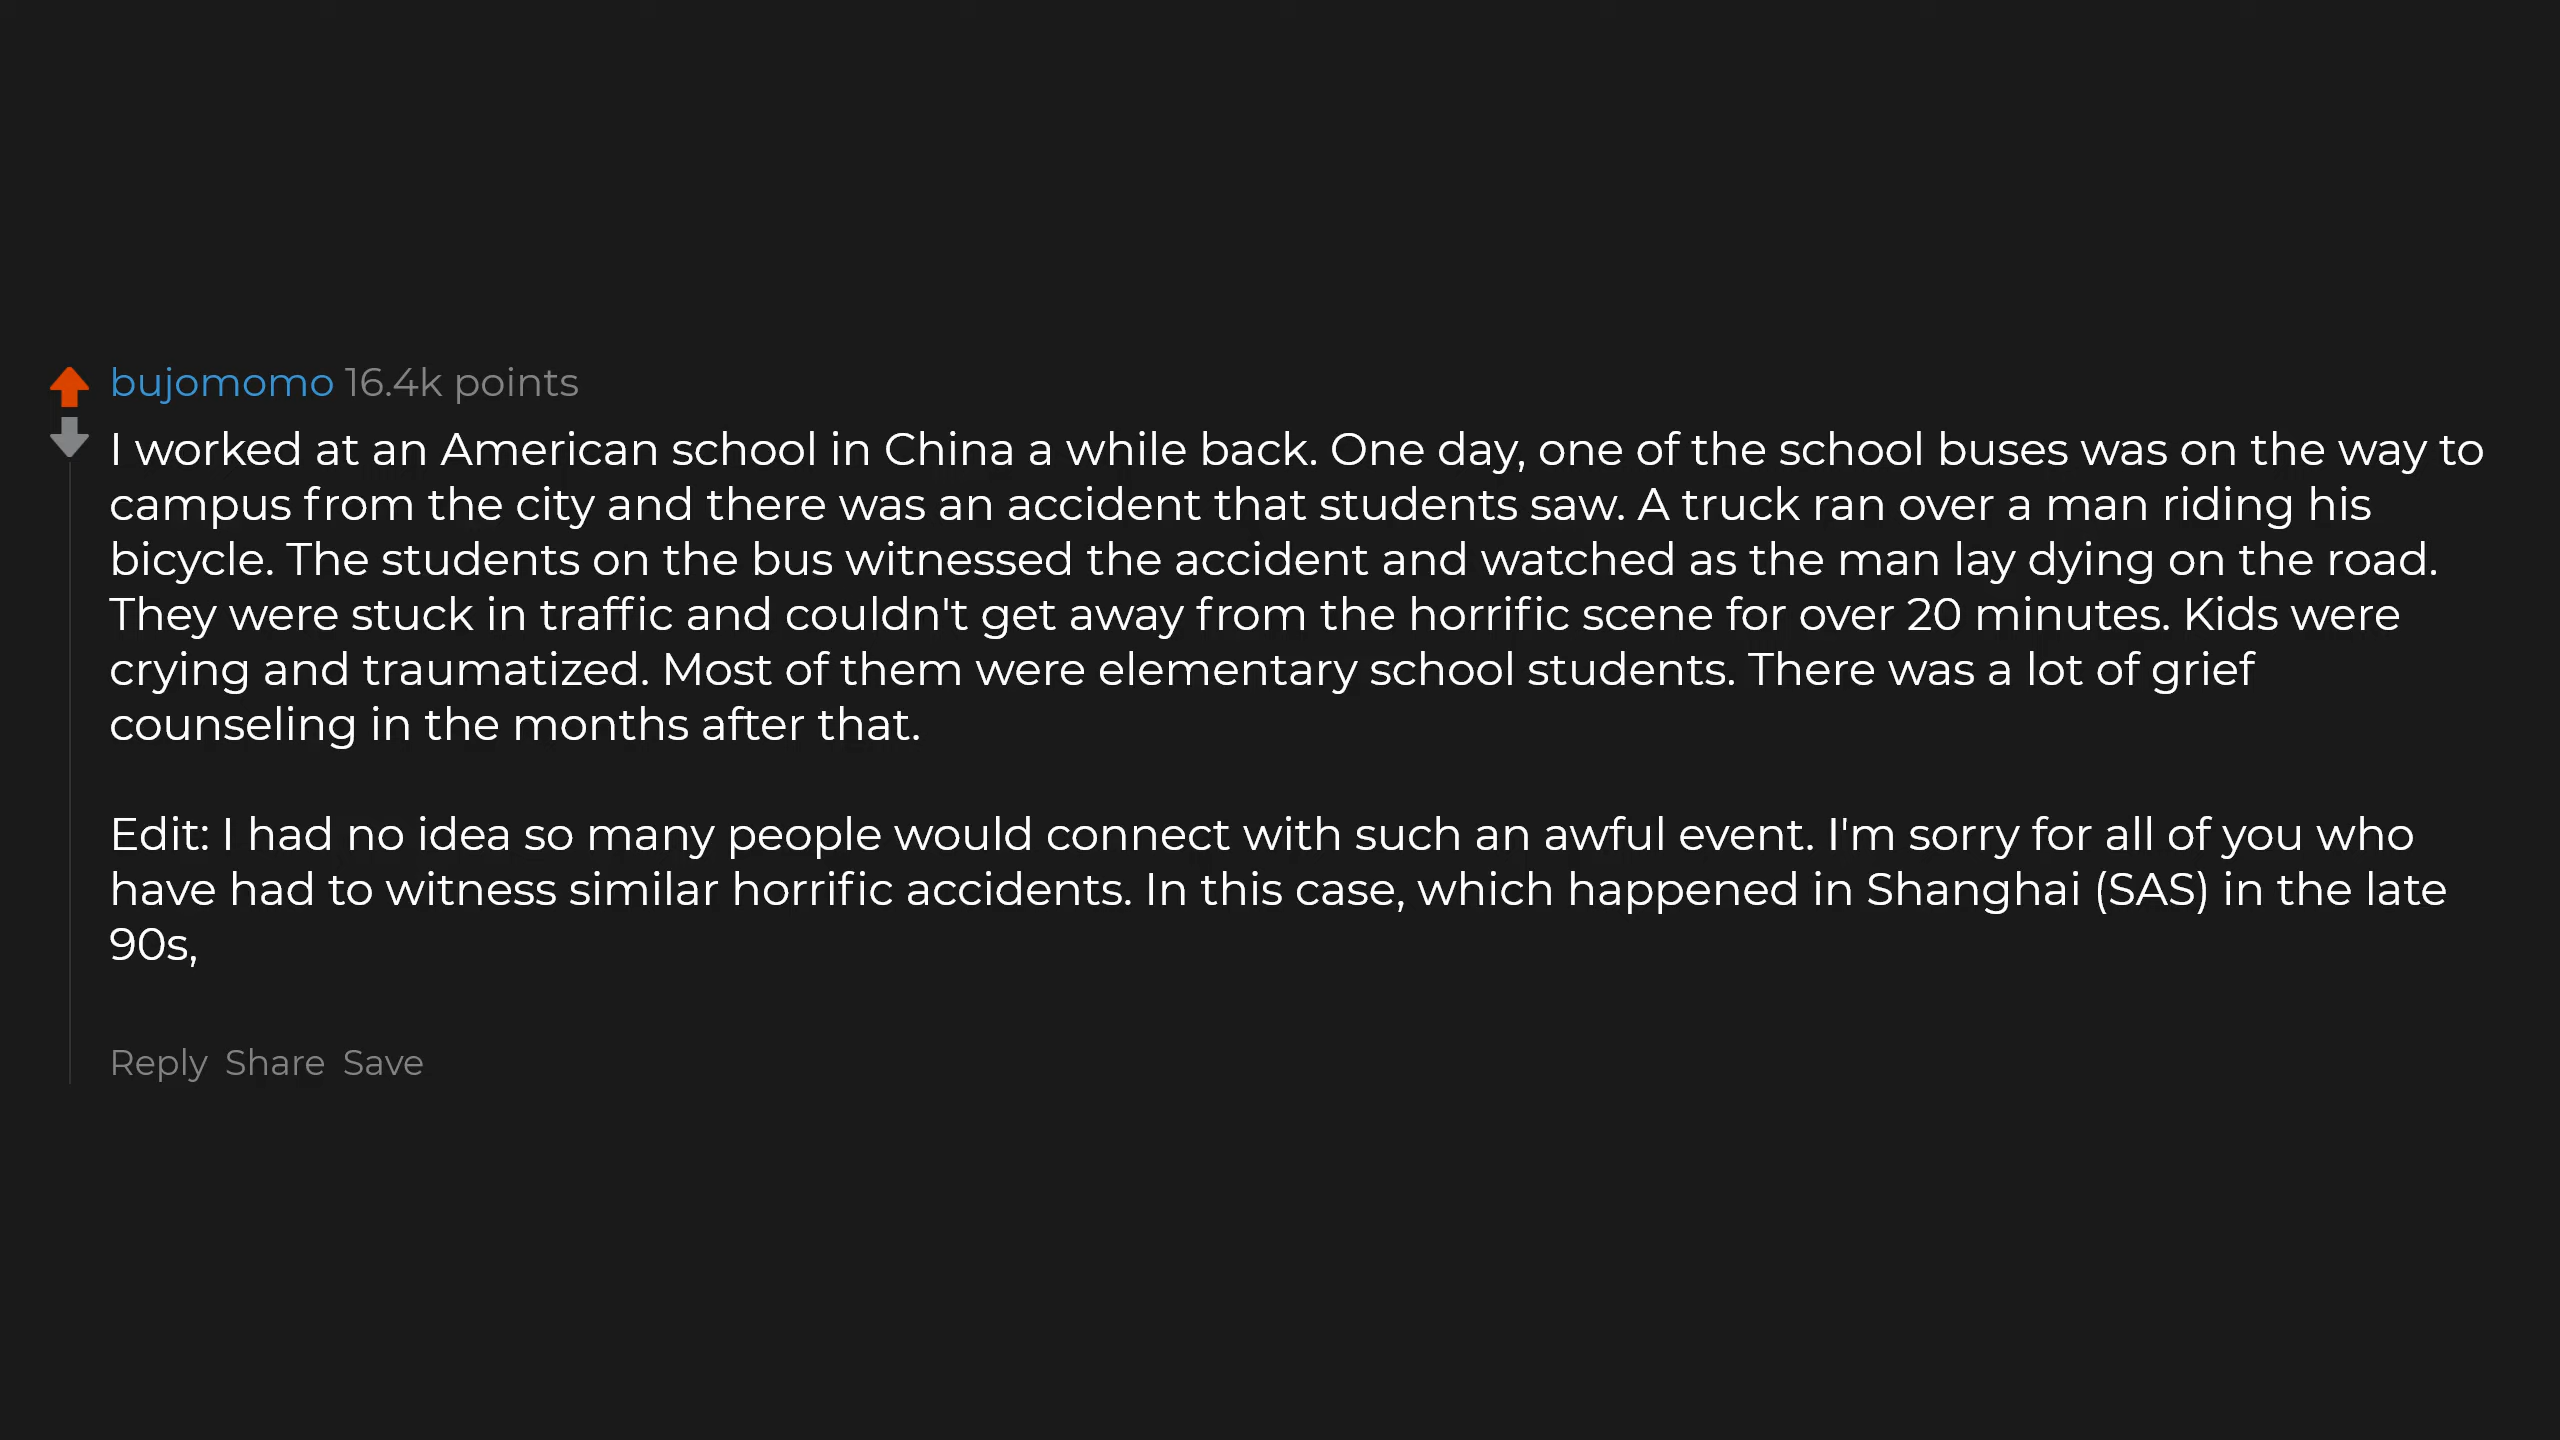 bujomomo 16.4k points
I worked at an American school in China a while back. One day, one of the school buses was on the way to
campus from the city and there was an accident that students saw. A truck ran over a man riding his
bicycle. The students on the bus witnessed the accident and watched as the man lay dying on the road.
They were stuck in traffic and couldn't get away from the horrific scene for over 20 minutes. Kids were
crying and traumatized. Most of them were elementary school students. There was a lot of grief
counseling in the months after that.
Edit: I had no idea so many people would connect with such an awful event. I'm sorry for all of you who
have had to witness similar horrific accidents. In this case, which happened in Shanghai (SAS) in the late
90s,
Reply Share Save